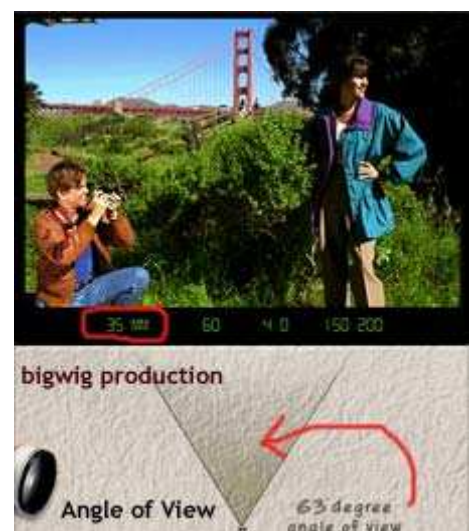 35 MM 60 4.0 150 200
bigwig production
Angle of View
63 degree
angle of view